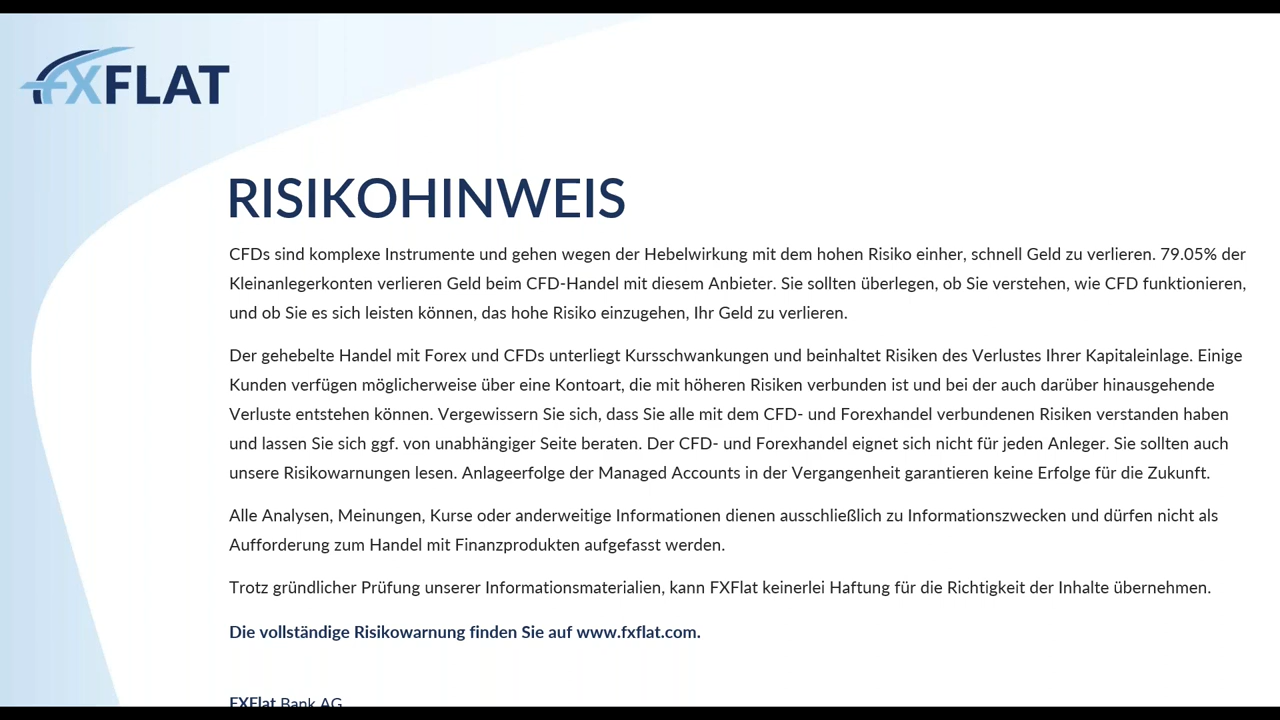 FXFLAT
RISIKOHINWEIS
CFDs sind komplexe Instrumente und gehen wegen der Hebelwirkung mit dem hohen Risiko einher, schnell Geld zu verlieren. 79.05% der
Kleinanlegerkonten verlieren Geld beim CFD-Handel mit diesem Anbieter. Sie sollten überlegen, ob Sie verstehen, wie CFD funktionieren,
und ob Sie es sich leisten können, das hohe Risiko einzugehen, Ihr Geld zu verlieren.
Der gehebelte Handel mit Forex und CFDs unterliegt Kursschwankungen und beinhaltet Risiken des Verlustes Ihrer Kapitaleinlage. Einige
Kunden verfügen möglicherweise über eine Kontoart, die mit höheren Risiken verbunden ist und bei der auch darüber hinausgehende
Verluste entstehen können. Vergewissern Sie sich, dass Sie alle mit dem CFD- und Forexhandel verbundenen Risiken verstanden haben
und lassen Sie sich ggf. von unabhängiger Seite beraten. Der CFD- und Forexhandel eignet sich nicht für jeden Anleger. Sie sollten auch
unsere Risikowarnungen lesen. Anlageerfolge der Managed Accounts in der Vergangenheit garantieren keine Erfolge für die Zukunft.
Alle Analysen, Meinungen, Kurse oder anderweitige Informationen dienen ausschließlich zu Informationszwecken und dürfen nicht als
Aufforderung zum Handel mit Finanzprodukten aufgefasst werden.
Trotz gründlicher Prüfung unserer Informationsmaterialien, kann FXFlat keinerlei Haftung für die Richtigkeit der Inhalte übernehmen.
Die vollständige Risikowarnung finden Sie auf www.fxflat.com.
FXFlat Bank AG